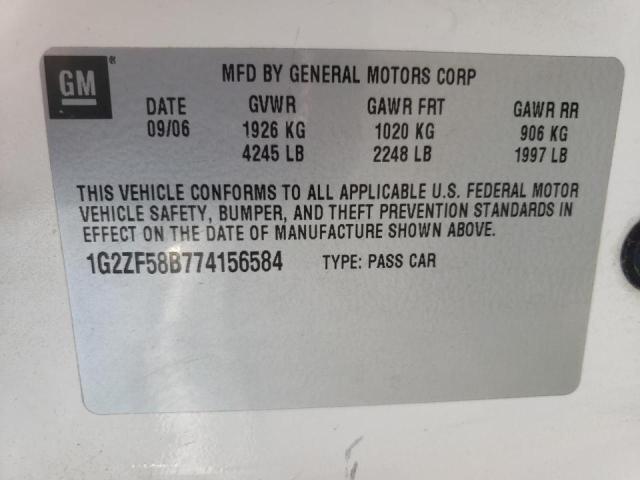 GM
®
MFD BY GENERAL MOTORS CORP
DATE GVWR GAWR FRT GAWR RR
09/06 1926 KG 1020 KG 906 KG
4245 LB 2248 LB 1997 LB
THIS VEHICLE CONFORMS TO ALL APPLICABLE U.S. FEDERAL MOTOR
VEHICLE SAFETY, BUMPER, AND THEFT PREVENTION STANDARDS IN
EFFECT ON THE DATE OF MANUFACTURE SHOWN ABOVE.
1G2ZF58B774156584 TYPE: PASS CAR